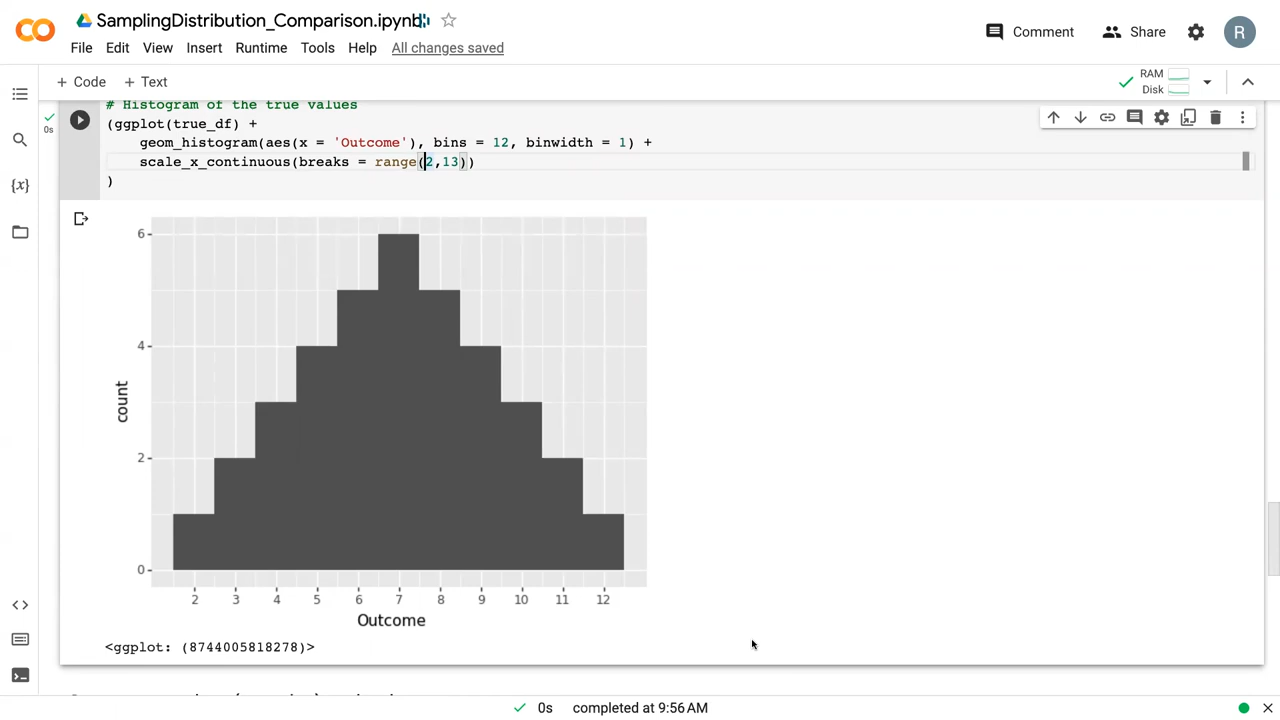 SamplingDistribution_Comparison.ipynb
File Edit View Insert Runtime Tools Help All changes saved
Comment Share R
+ Code + Text
RAM
Disk
# Histogram of the true values
0s
(ggplot(true_df) +
geom_histogram(aes(x = 'Outcome'), bins = 12, binwidth = 1) +
scale_x_continuous(breaks = range(2,13))
)
{x}
6
4
2
0
count
2 3 4 5 6 7 8 9 10 11 12
Outcome
<ggplot: (8744005818278)>
0s completed at 9:56 AM